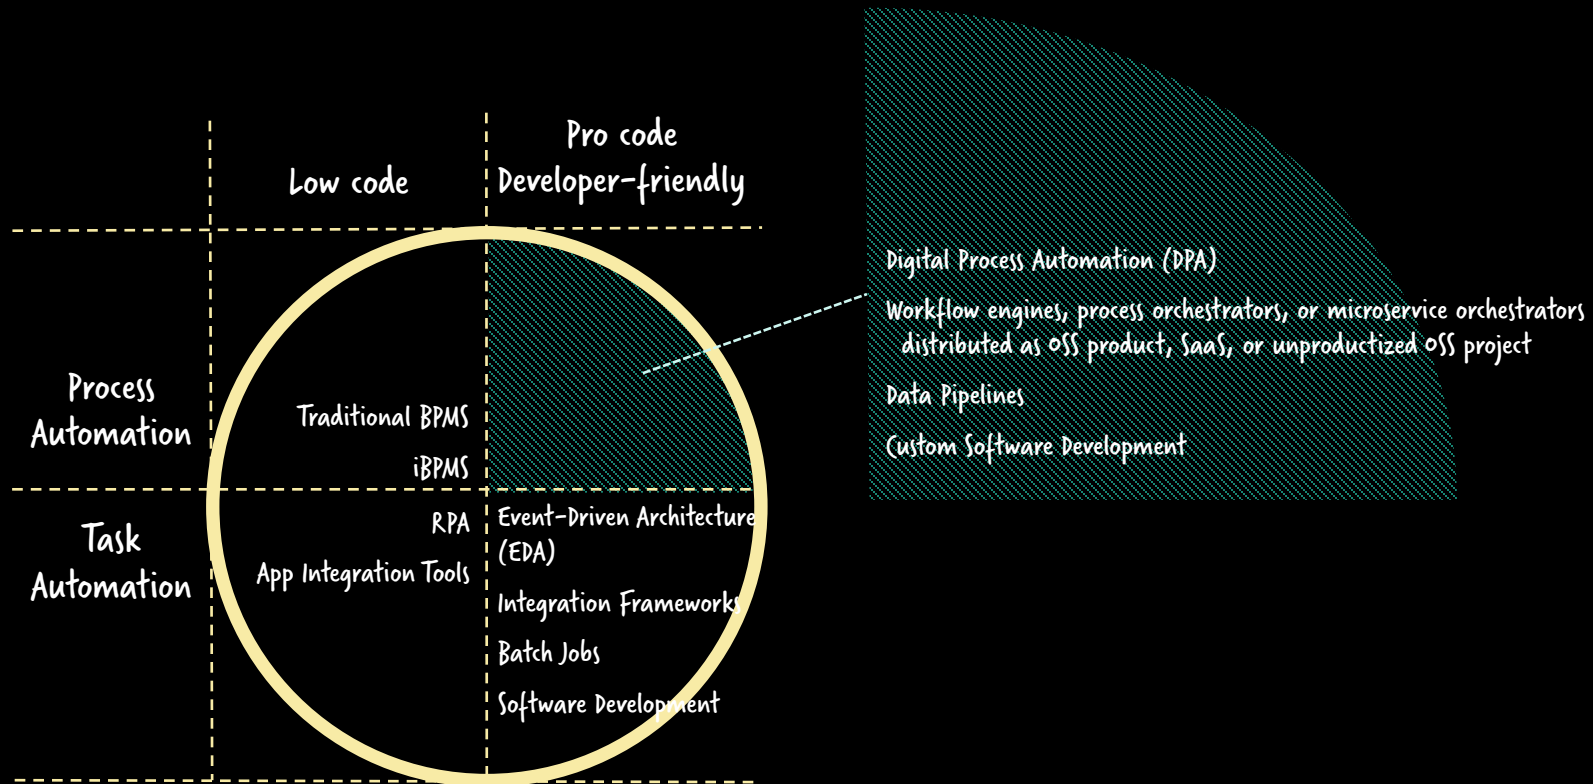 Low code
Pro code
Developer-friendly
Process
Automation
Traditional BPMS
iBPMS
Digital Process Automation (DPA)
Workflow engines, process orchestrators, or microservice orchestrators
distributed as OSS product, SaaS, or unproductized OSS project
Data Pipelines
Custom Software Development
Task
Automation
RPA
App Integration Tools
Event-Driven Architecture
(EDA)
Integration Frameworks
Batch Jobs
Software Development